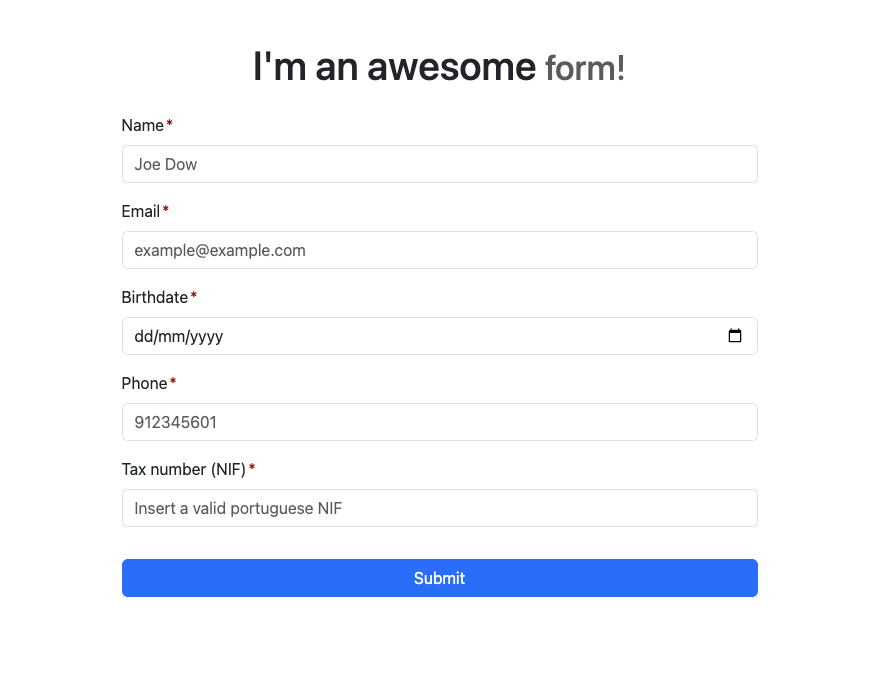 I'm an awesome form!
Name*
Joe Dow
Email*
example@example.com
Birthdate*
dd/mm/yyyy
Phone*
912345601
Tax number (NIF)*
Insert a valid portuguese NIF
Submit